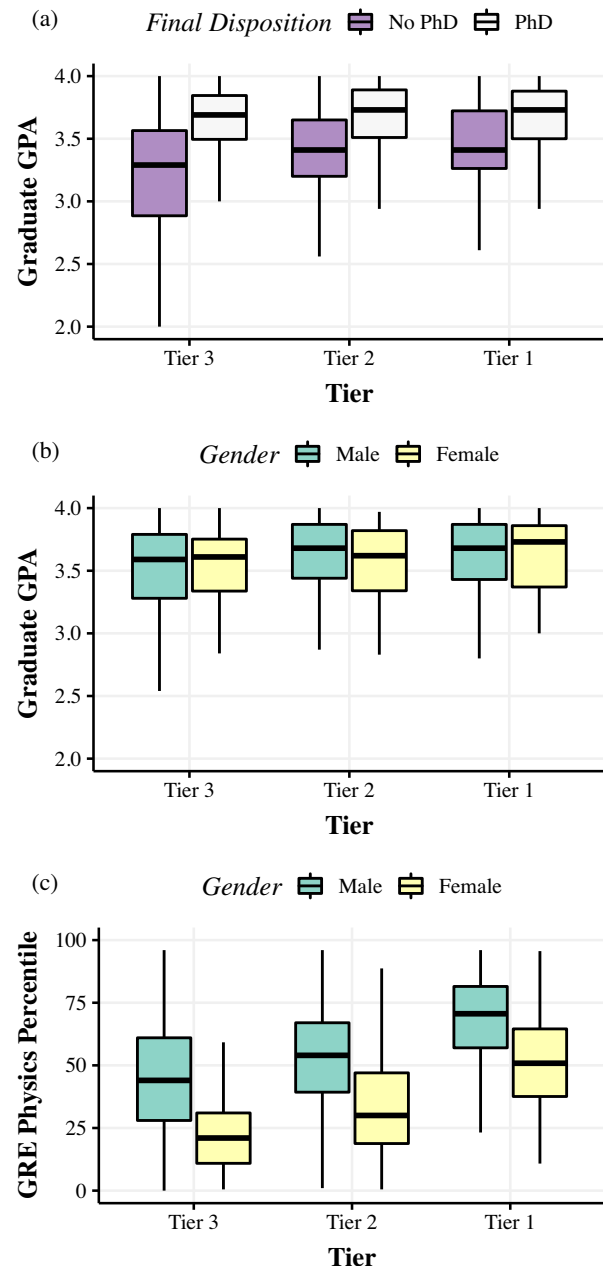 (a)
Final Disposition No PhD PhD
4.0
3.5
3.0
2.5
2.0
Graduate GPA
Tier 3 Tier 2 Tier 1
Tier
(b)
Gender Male Female
4.0
3.5
3.0
2.5
2.0
Graduate GPA
Tier 3 Tier 2 Tier 1
Tier
(c)
Gender Male Female
100
75
50
25
0
GRE Physics Percentile
Tier 3 Tier 2 Tier 1
Tier